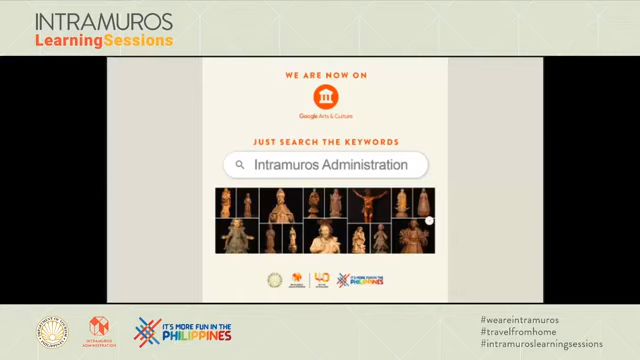 INTRAMUROS
LearningSessions
WE ARE NOW ON
Google Arts & Culture
JUST SEARCH THE KEYWORDS
Intramuros Administration
IT'S MORE FUN IN THE
PHILIPPINES
INTRAMUROS
ADMINISTRATION
IT'S MORE FUN IN THE
PHILIPPINES
#weareintramuros
#travelfromhome
#intramuroslearningsessions